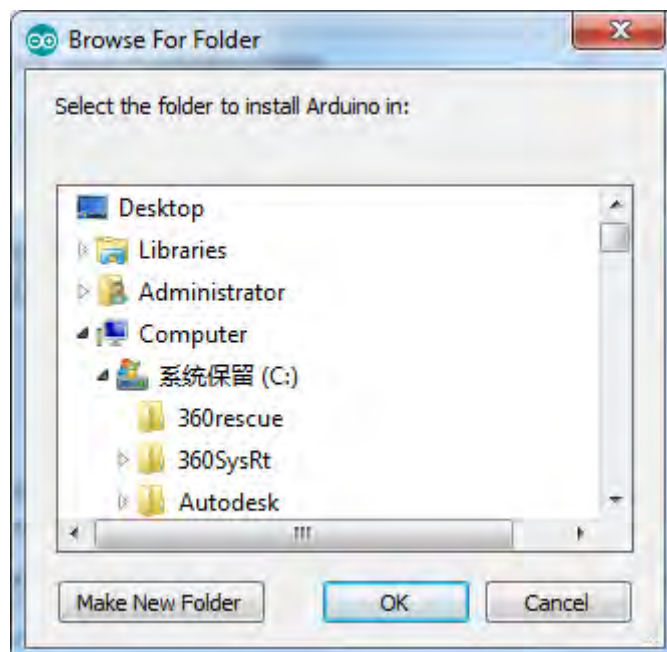 Browse For Folder
Select the folder to install Arduino in:
Desktop
Libraries
Administrator
Computer
系统保留 (C:)
360rescue
360SysRt
Autodesk
Make New Folder
OK
Cancel